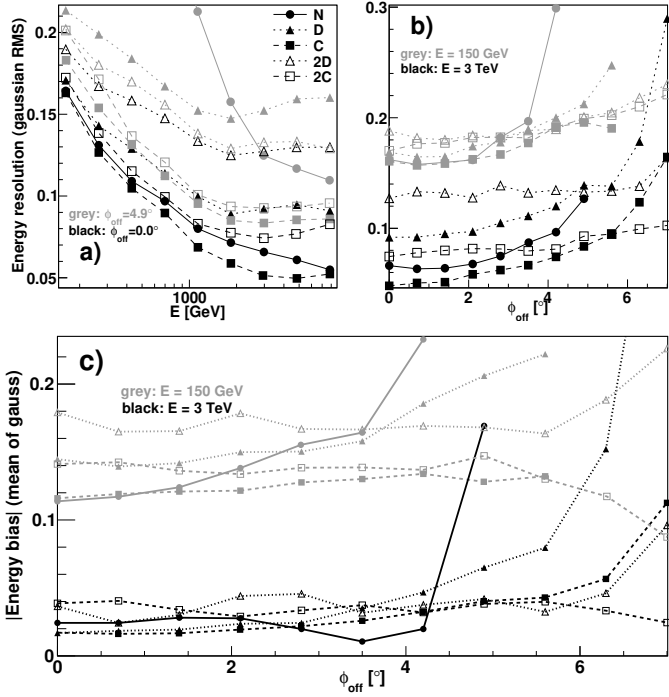 Energy resolution (gaussian RMS)
0.2
0.15
0.1
0.05
N
D
C
2D
2C
grey: ϕoff=4.9°
black: ϕoff=0.0°
a)
1000
E [GeV]
b)
0.3
0.2
0.1
grey: E = 150 GeV
black: E = 3 TeV
0 2 4 6
ϕoff [°]
c)
|Energy bias| (mean of gauss)
0.2
0.1
0
grey: E = 150 GeV
black: E = 3 TeV
0 2 4 6
ϕoff [°]